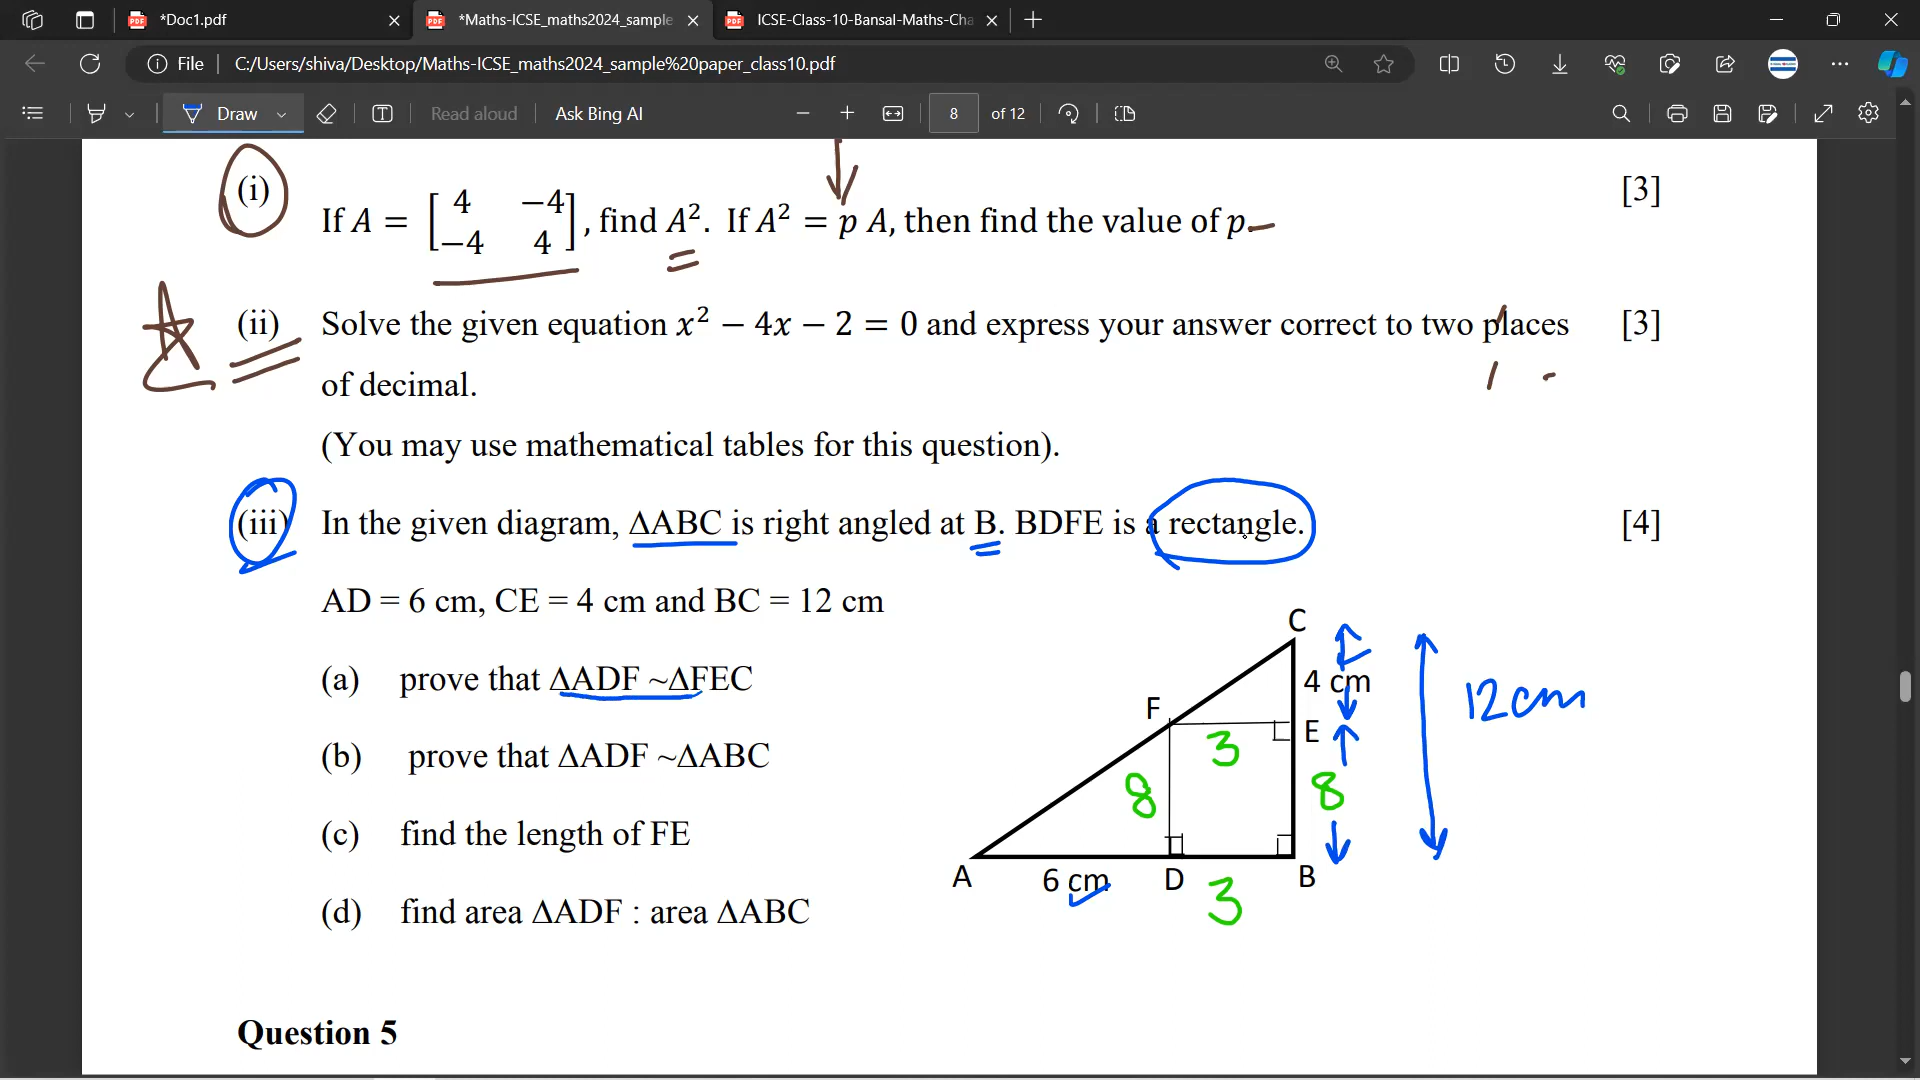 *Doc1.pdf
*Maths-ICSE_maths2024_sample
ICSE-Class-10-Bansal-Maths-Cha
File
C:/Users/shiva/Desktop/Maths-ICSE_maths2024_sample%20paper_class10.pdf
Draw
Read aloud
Ask Bing AI
8 of 12
(i) If A = [4 −4 −4 4], find A². If A² = p A, then find the value of p. [3]
(ii) Solve the given equation x² − 4x − 2 = 0 and express your answer correct to two places [3]
of decimal.
(You may use mathematical tables for this question).
(iii) In the given diagram, ΔABC is right angled at B. BDFE is a rectangle. [4]
AD = 6 cm, CE = 4 cm and BC = 12 cm
(a) prove that ΔADF ~ΔFEC
(b) prove that ΔADF ~ΔABC
(c) find the length of FE
(d) find area ΔADF : area ΔABC
C
4 cm
12cm
F
E
3
8
8
A
6 cm
D
3
B
Question 5